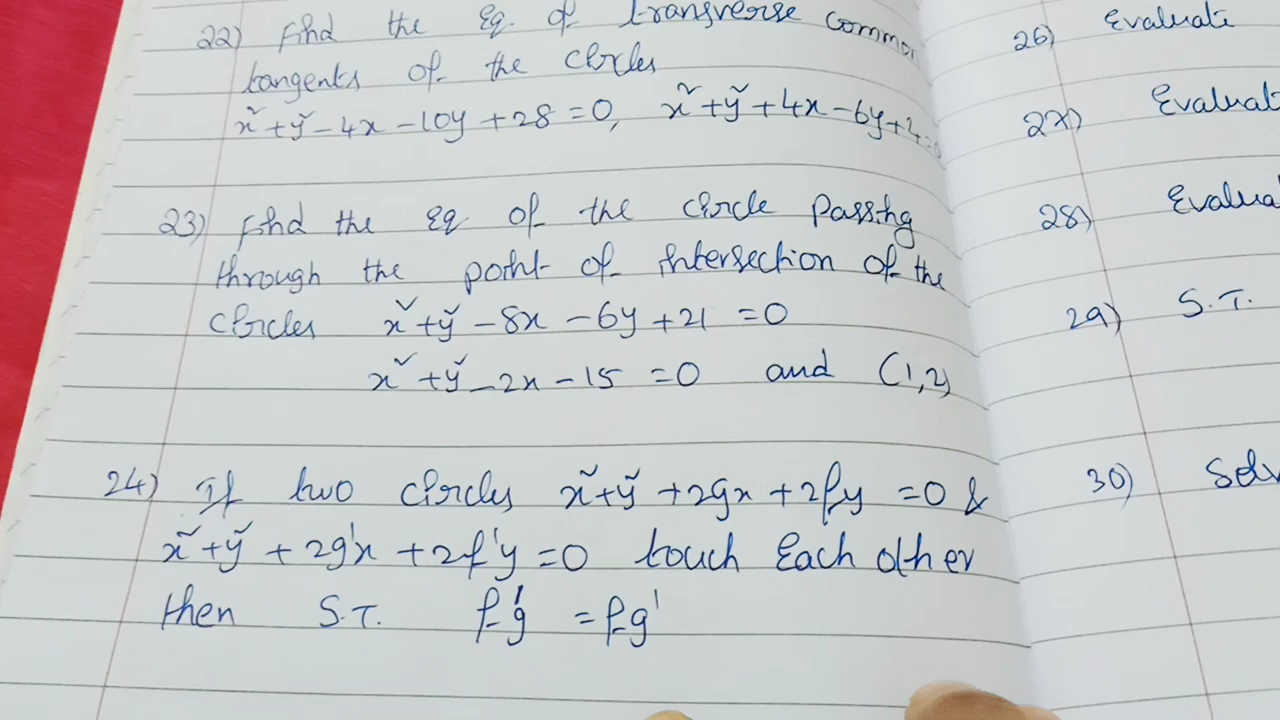 22) Find the Eq. of transverse common
tangents of the circles
x² + y² - 4x - 10y + 28 = 0, x² + y² + 4x - 6y + 4 = 0
23) Find the Eq of the circle passing
through the point of intersection of the
circles x² + y² - 8x - 6y + 21 = 0
x² + y² - 2x - 15 = 0 and (1,2)
24) If two circles x² + y² + 2gx + 2fy = 0 &
x² + y² + 2g'x + 2f'y = 0 touch Each other
then S.T. f'g = fg'
26) Evaluate
27) Evaluat
28) Evalua
29) S.T.
30) Solv